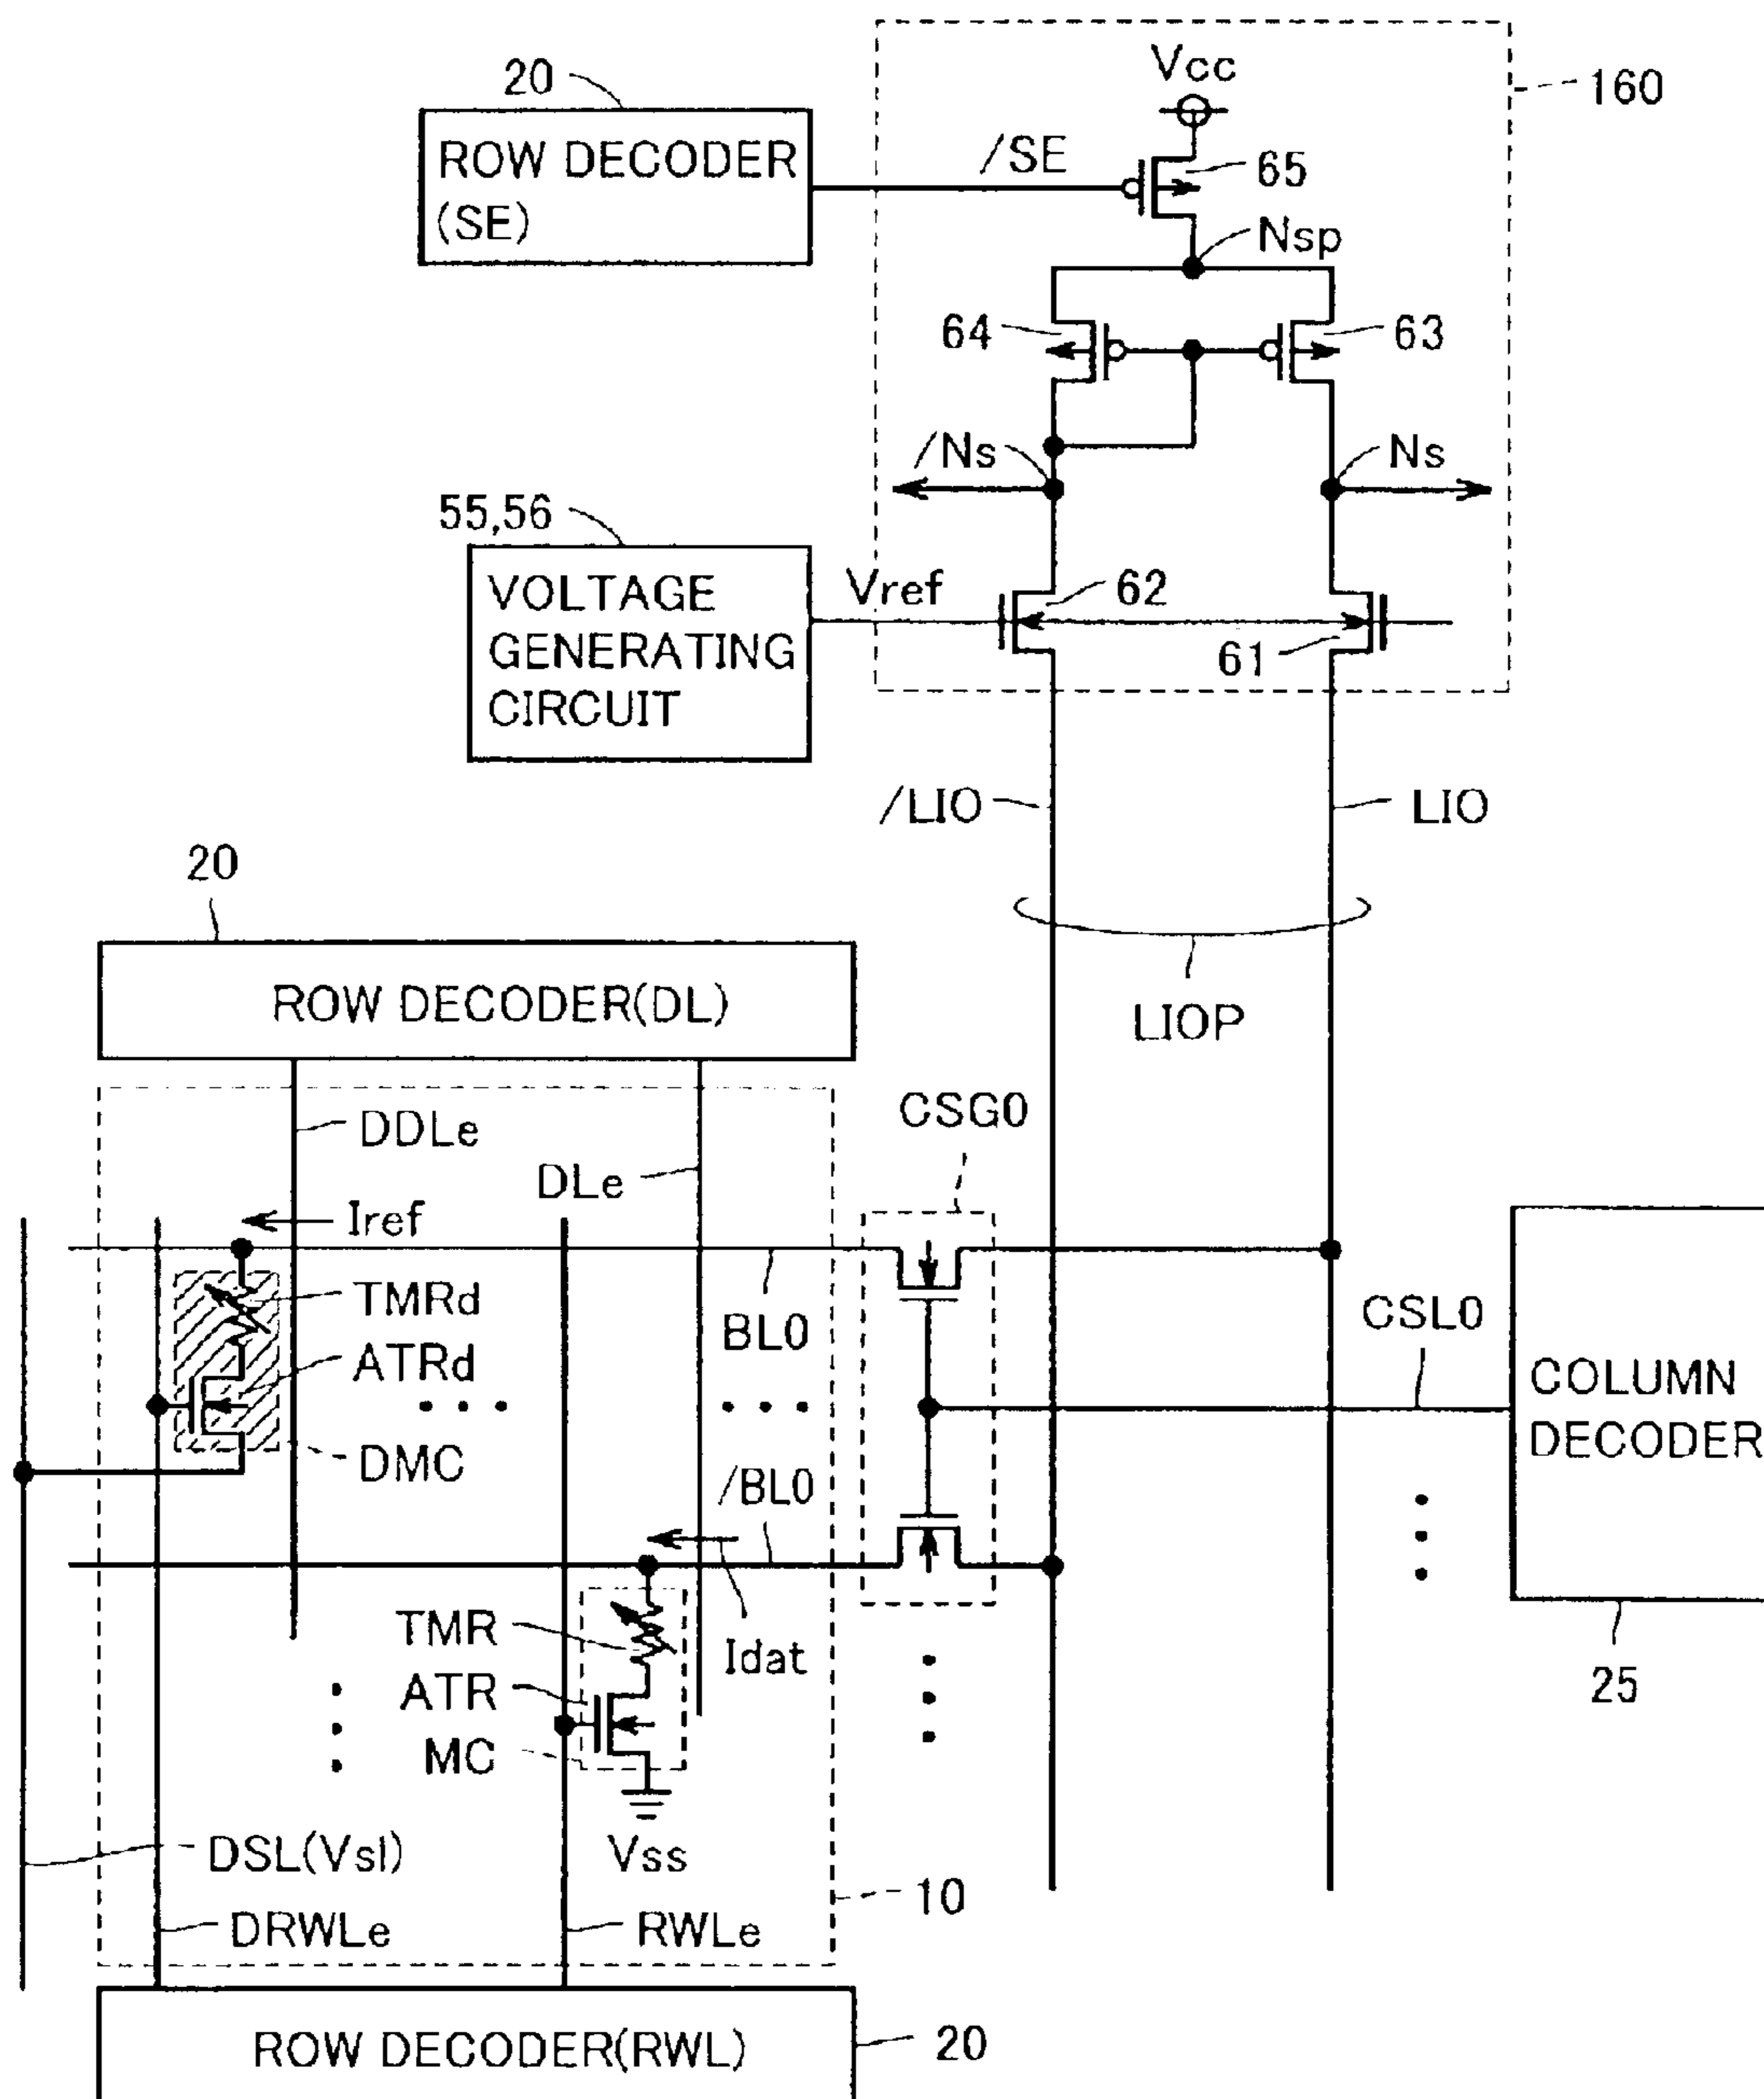 Vcc
20
160
ROW DECODER
(SE)
/SE
65
Nsp
64
63
/Ns
Ns
55,56
VOLTAGE
GENERATING
CIRCUIT
Vref
62
61
/LIO
LIO
20
ROW DECODER(DL)
LIOP
CSG0
DDLe
DLe
Iref
TMRd
BL0
CSL0
ATRd
COLUMN
DECODER
DMC
/BL0
TMR
Idat
ATR
25
MC
DSL(Vsl)
Vss
10
DRWLe
RWLe
ROW DECODER(RWL)
20